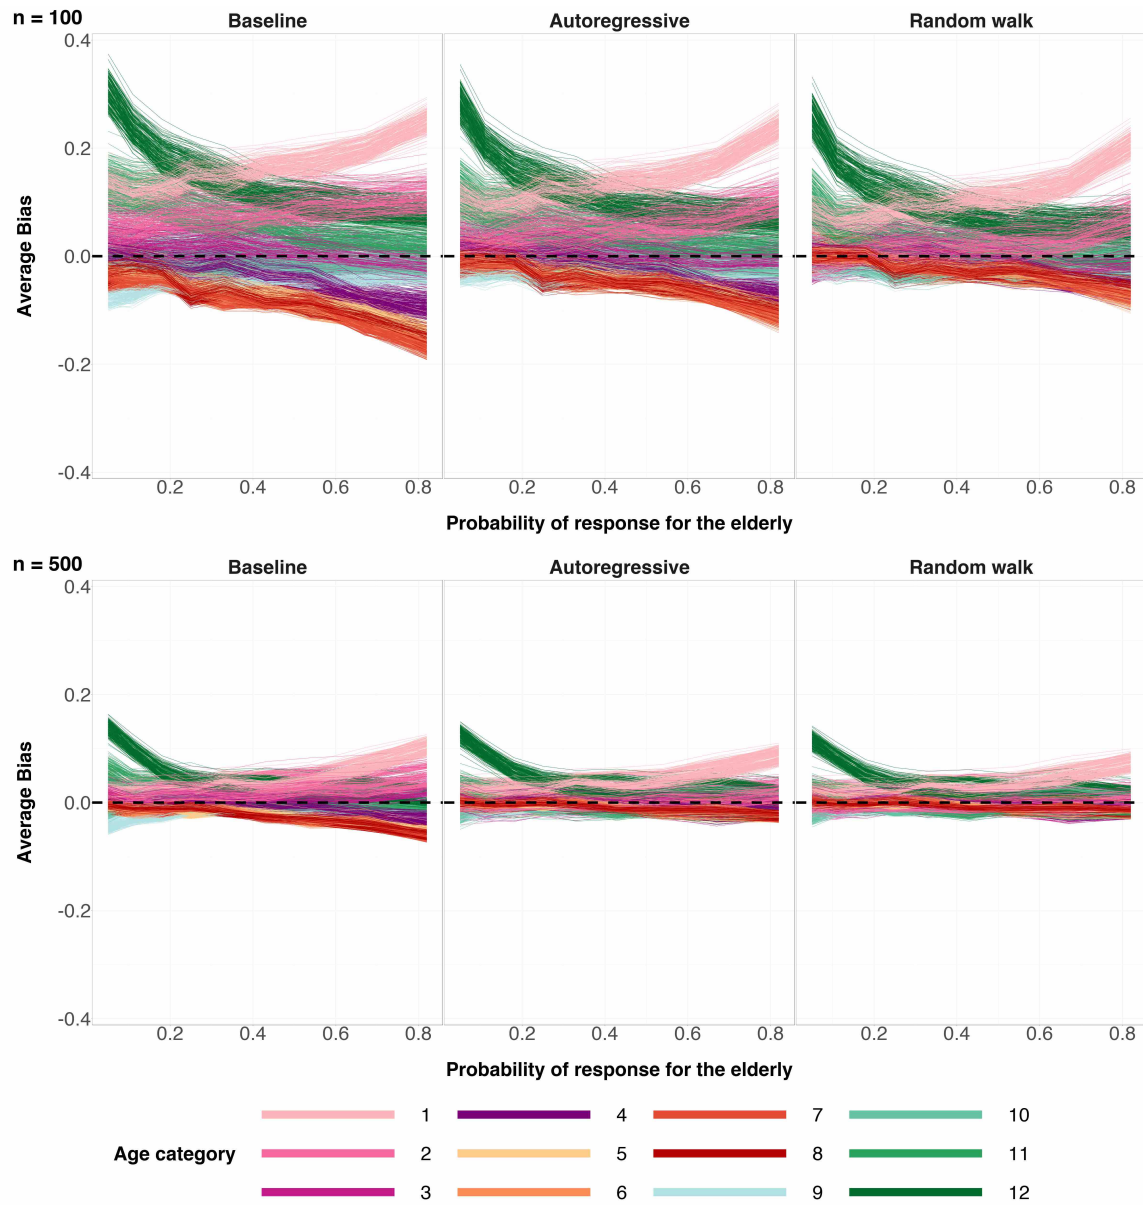 n = 100
Baseline Autoregressive Random walk
0.4
0.2
0.0
-0.2
-0.4
Average Bias
0.2 0.4 0.6 0.8 0.2 0.4 0.6 0.8 0.2 0.4 0.6 0.8
Probability of response for the elderly
n = 500
Baseline Autoregressive Random walk
0.4
0.2
0.0
-0.2
-0.4
Average Bias
0.2 0.4 0.6 0.8 0.2 0.4 0.6 0.8 0.2 0.4 0.6 0.8
Probability of response for the elderly
1 4 7 10
Age category 2 5 8 11
3 6 9 12